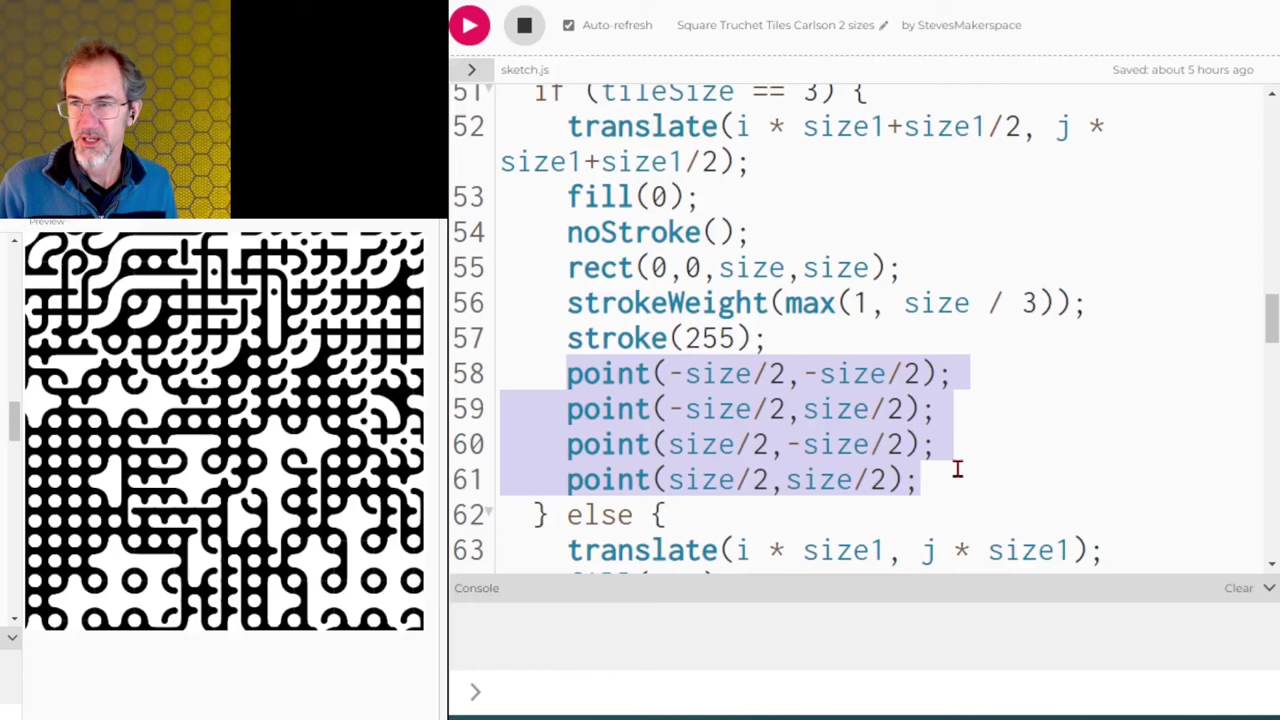 Auto-refresh
Square Truchet Tiles Carlson 2 sizes
by StevesMakerspace
sketch.js
Saved: about 5 hours ago
Preview
51 if (tileSize == 3) {
52 translate(i * size1+size1/2, j *
size1+size1/2);
53 fill(0);
54 noStroke();
55 rect(0,0,size,size);
56 strokeWeight(max(1, size / 3));
57 stroke(255);
58 point(-size/2,-size/2);
59 point(-size/2,size/2);
60 point(size/2,-size/2);
61 point(size/2,size/2);
62 } else {
63 translate(i * size1, j * size1);
Console
Clear